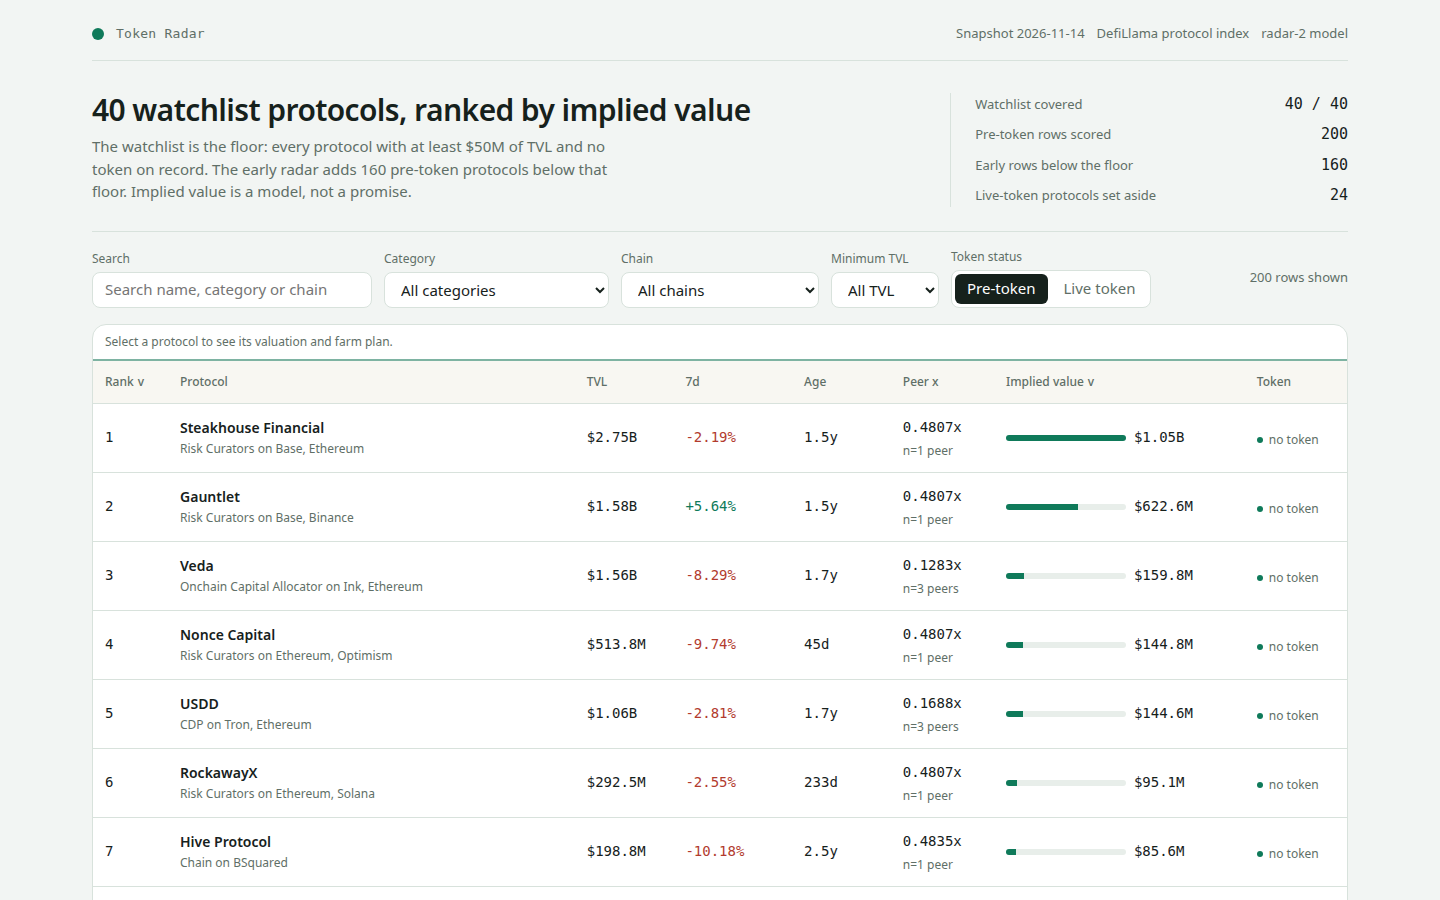 Token Radar
Snapshot 2026-11-14 DefiLlama protocol index radar-2 model
40 watchlist protocols, ranked by implied value
The watchlist is the floor: every protocol with at least $50M of TVL and no
token on record. The early radar adds 160 pre-token protocols below that
floor. Implied value is a model, not a promise.
Watchlist covered 40 / 40
Pre-token rows scored 200
Early rows below the floor 160
Live-token protocols set aside 24
Search Category Chain Minimum TVL Token status
Search name, category or chain All categories All chains All TVL Pre-token Live token
200 rows shown
Select a protocol to see its valuation and farm plan.
Rank v Protocol TVL 7d Age Peer x Implied value v Token
1 Steakhouse Financial $2.75B -2.19% 1.5y 0.4807x $1.05B no token
Risk Curators on Base, Ethereum n=1 peer
2 Gauntlet $1.58B +5.64% 1.5y 0.4807x $622.6M no token
Risk Curators on Base, Binance n=1 peer
3 Veda $1.56B -8.29% 1.7y 0.1283x $159.8M no token
Onchain Capital Allocator on Ink, Ethereum n=3 peers
4 Nonce Capital $513.8M -9.74% 45d 0.4807x $144.8M no token
Risk Curators on Ethereum, Optimism n=1 peer
5 USDD $1.06B -2.81% 1.7y 0.1688x $144.6M no token
CDP on Tron, Ethereum n=3 peers
6 RockawayX $292.5M -2.55% 233d 0.4807x $95.1M no token
Risk Curators on Ethereum, Solana n=1 peer
7 Hive Protocol $198.8M -10.18% 2.5y 0.4835x $85.6M no token
Chain on BSquared n=1 peer